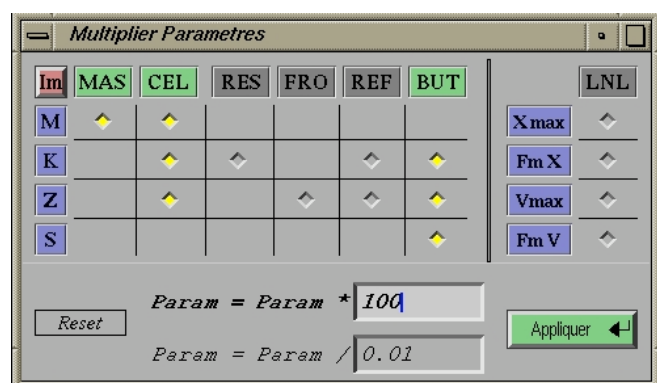 Multiplier Parametres
Im MAS CEL RES FRO REF BUT LNL
M Xmax
K Fm X
Z Vmax
S Fm V
Param = Param * 100
Reset Appliquer
Param = Param / 0.01